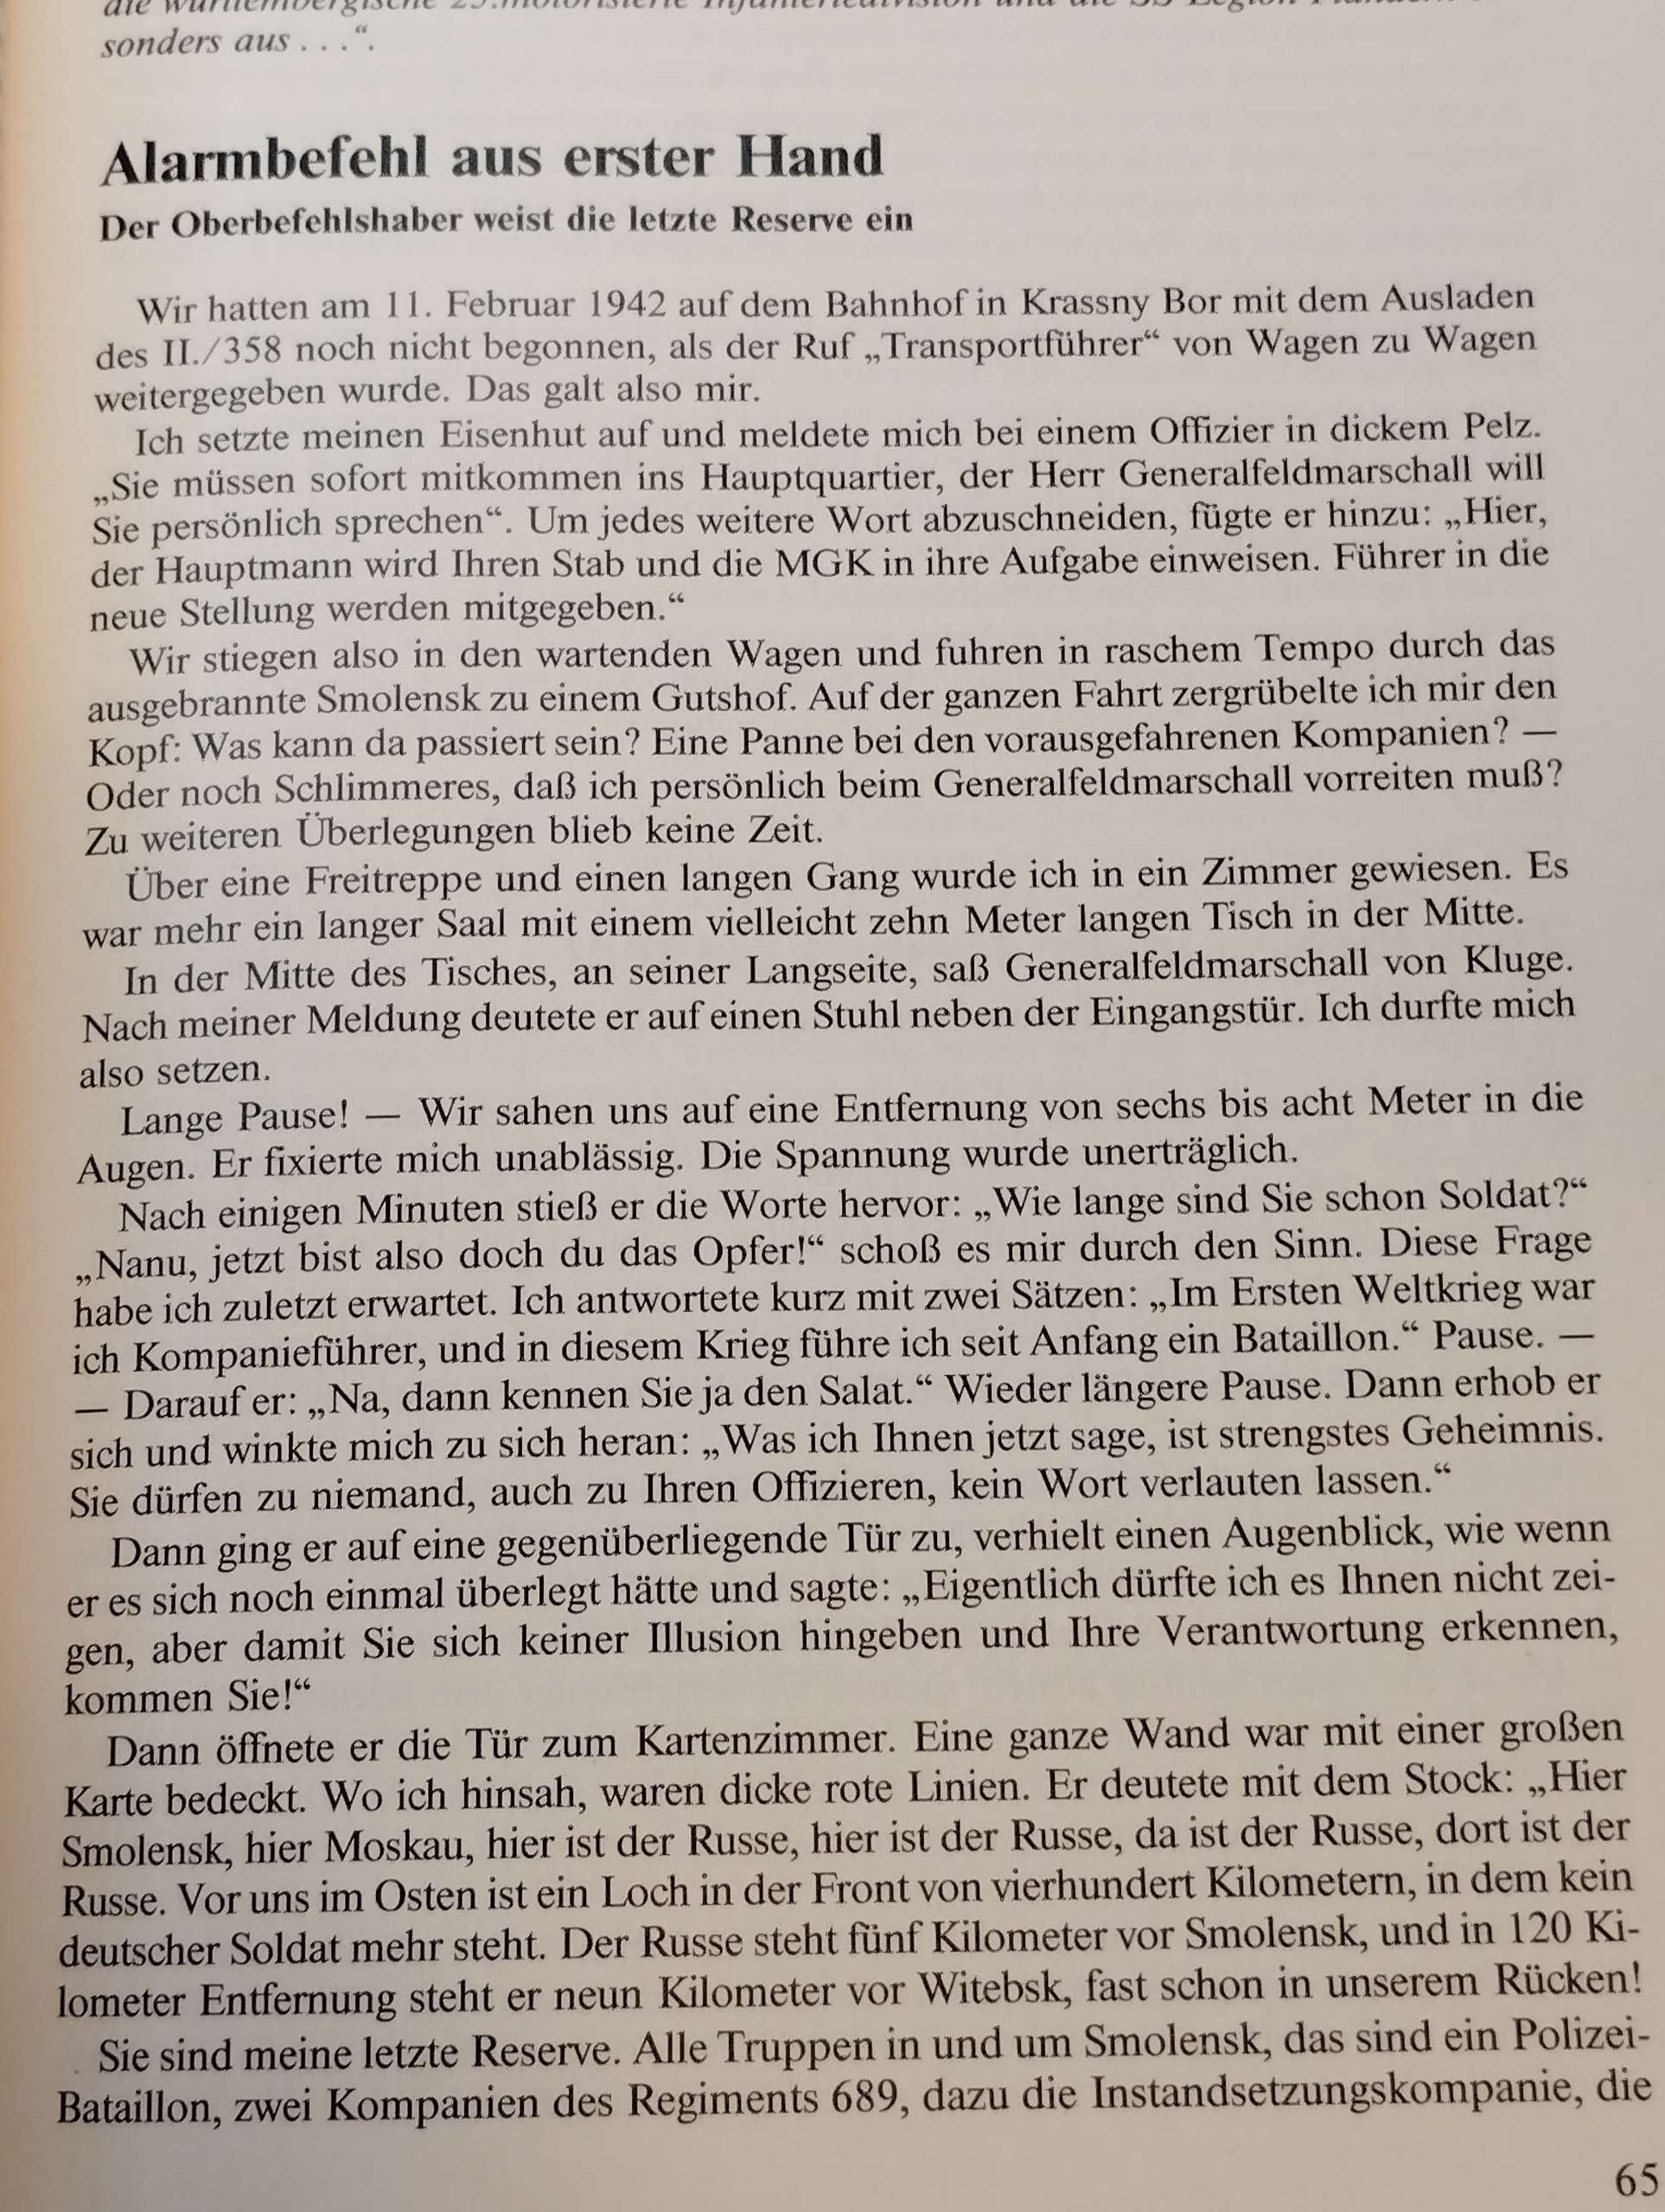 die württembergische 25. motorisierte Infanteriedivision und die SS-Legion Flandern
sonders aus . . .“.
Alarmbefehl aus erster Hand
Der Oberbefehlshaber weist die letzte Reserve ein
Wir hatten am 11. Februar 1942 auf dem Bahnhof in Krassny Bor mit dem Ausladen
des II./358 noch nicht begonnen, als der Ruf „Transportführer“ von Wagen zu Wagen
weitergegeben wurde. Das galt also mir.
Ich setzte meinen Eisenhut auf und meldete mich bei einem Offizier in dickem Pelz.
„Sie müssen sofort mitkommen ins Hauptquartier, der Herr Generalfeldmarschall will
Sie persönlich sprechen“. Um jedes weitere Wort abzuschneiden, fügte er hinzu: „Hier,
der Hauptmann wird Ihren Stab und die MGK in ihre Aufgabe einweisen. Führer in die
neue Stellung werden mitgegeben.“
Wir stiegen also in den wartenden Wagen und fuhren in raschem Tempo durch das
ausgebrannte Smolensk zu einem Gutshof. Auf der ganzen Fahrt zergrübelte ich mir den
Kopf: Was kann da passiert sein? Eine Panne bei den vorausgefahrenen Kompanien? —
Oder noch Schlimmeres, daß ich persönlich beim Generalfeldmarschall vorreiten muß?
Zu weiteren Überlegungen blieb keine Zeit.
Über eine Freitreppe und einen langen Gang wurde ich in ein Zimmer gewiesen. Es
war mehr ein langer Saal mit einem vielleicht zehn Meter langen Tisch in der Mitte.
In der Mitte des Tisches, an seiner Langseite, saß Generalfeldmarschall von Kluge.
Nach meiner Meldung deutete er auf einen Stuhl neben der Eingangstür. Ich durfte mich
also setzen.
Lange Pause! — Wir sahen uns auf eine Entfernung von sechs bis acht Meter in die
Augen. Er fixierte mich unablässig. Die Spannung wurde unerträglich.
Nach einigen Minuten stieß er die Worte hervor: „Wie lange sind Sie schon Soldat?“
„Nanu, jetzt bist also doch du das Opfer!“ schoß es mir durch den Sinn. Diese Frage
habe ich zuletzt erwartet. Ich antwortete kurz mit zwei Sätzen: „Im Ersten Weltkrieg war
ich Kompanieführer, und in diesem Krieg führe ich seit Anfang ein Bataillon.“ Pause. —
— Darauf er: „Na, dann kennen Sie ja den Salat.“ Wieder längere Pause. Dann erhob er
sich und winkte mich zu sich heran: „Was ich Ihnen jetzt sage, ist strengstes Geheimnis.
Sie dürfen zu niemand, auch zu Ihren Offizieren, kein Wort verlauten lassen.“
Dann ging er auf eine gegenüberliegende Tür zu, verhielt einen Augenblick, wie wenn
er es sich noch einmal überlegt hätte und sagte: „Eigentlich dürfte ich es Ihnen nicht zei-
gen, aber damit Sie sich keiner Illusion hingeben und Ihre Verantwortung erkennen,
kommen Sie!“
Dann öffnete er die Tür zum Kartenzimmer. Eine ganze Wand war mit einer großen
Karte bedeckt. Wo ich hinsah, waren dicke rote Linien. Er deutete mit dem Stock: „Hier
Smolensk, hier Moskau, hier ist der Russe, hier ist der Russe, da ist der Russe, dort ist der
Russe. Vor uns im Osten ist ein Loch in der Front von vierhundert Kilometern, in dem kein
deutscher Soldat mehr steht. Der Russe steht fünf Kilometer vor Smolensk, und in 120 Ki-
lometer Entfernung steht er neun Kilometer vor Witebsk, fast schon in unserem Rücken!
Sie sind meine letzte Reserve. Alle Truppen in und um Smolensk, das sind ein Polizei-
Bataillon, zwei Kompanien des Regiments 689, dazu die Instandsetzungskompanie, die
65